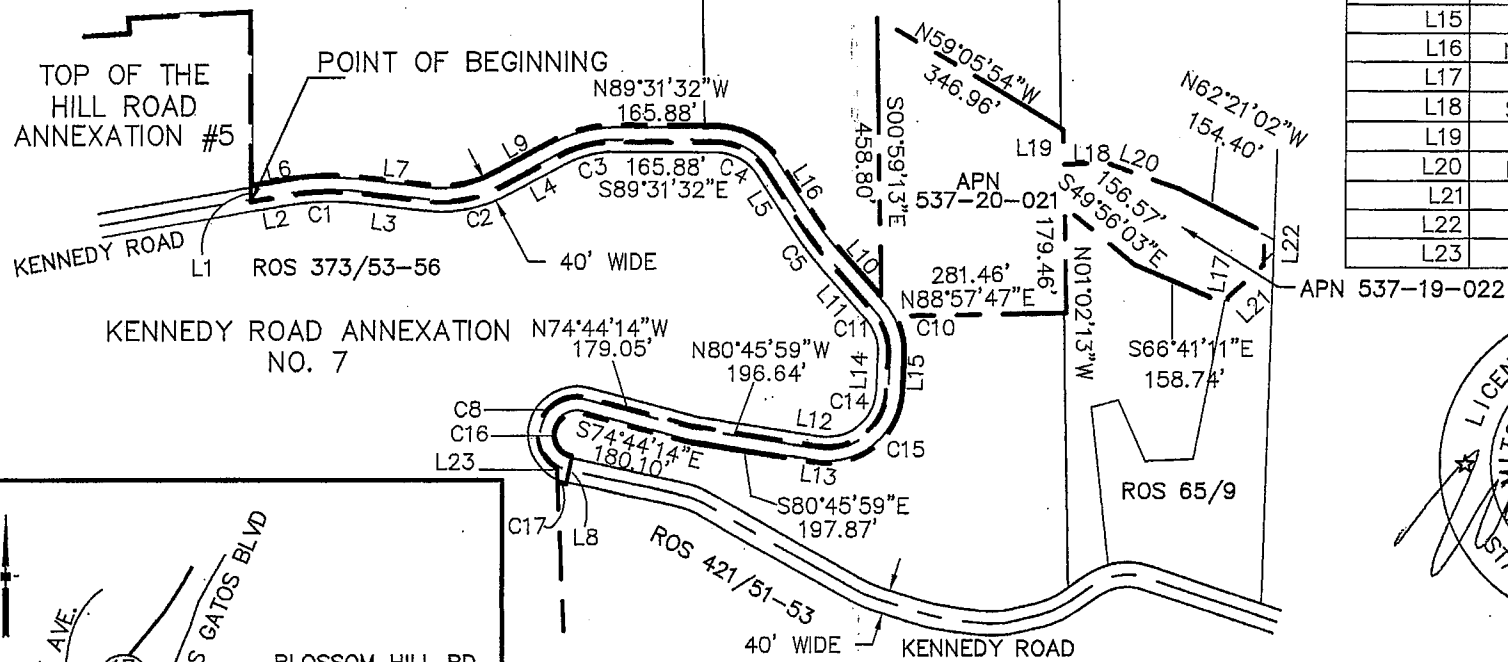 TOP OF THE
HILL ROAD
ANNEXATION #5
POINT OF BEGINNING
N89°31'32"W
165.88'
165.88'
S89°31'32"E
L6
L7
L9
L2
C1
L3
C2
L4
C3
C4
L5
L16
C5
L10
L11
KENNEDY ROAD
L1
ROS 373/53-56
40' WIDE
KENNEDY ROAD ANNEXATION
NO. 7
N59°05'54"W
346.96'
S00°59'13"E
458.80'
L19
L18
L20
N62°21'02"W
154.40'
APN
537-20-021
156.57'
S49°56'03"E
179.46'
N01°02'13"W
281.46'
N88°57'47"E
C10
C11
L17
L21
L22
APN 537-19-022
S66°41'11"E
158.74'
N74°44'14"W
179.05'
N80°45'59"W
196.64'
L14
L15
C14
L12
C15
C8
C16
S74°44'14"E
180.10'
L13
L23
S80°45'59"E
197.87'
C17
L8
ROS 421/51-53
ROS 65/9
40' WIDE
KENNEDY ROAD
L15
L16
L17
L18
L19
L20
L21
L22
L23
LICEN
STA
AVE.
S GATOS BLVD
17
BLOSSOM HILL RD